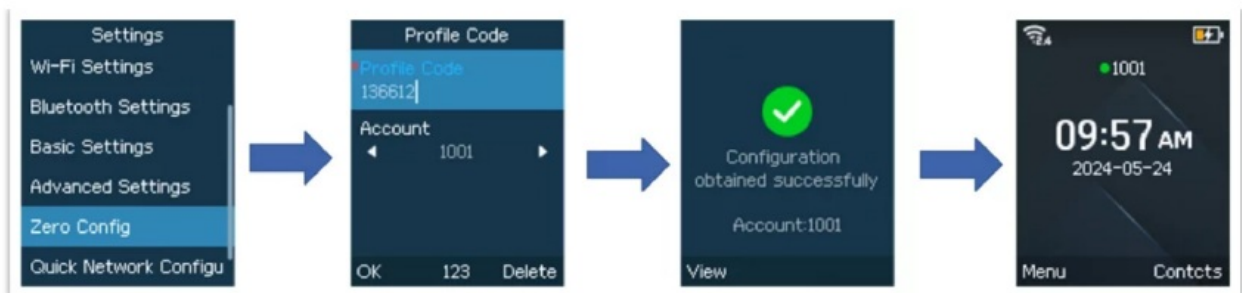 Settings
Wi-Fi Settings
Bluetooth Settings
Basic Settings
Advanced Settings
Zero Config
Quick Network Configu
Profile Code
*Profile Code
136612
Account
1001
OK 123 Delete
Configuration
obtained successfully
Account:1001
View
2.4
1001
09:57 AM
2024-05-24
Menu Contcts